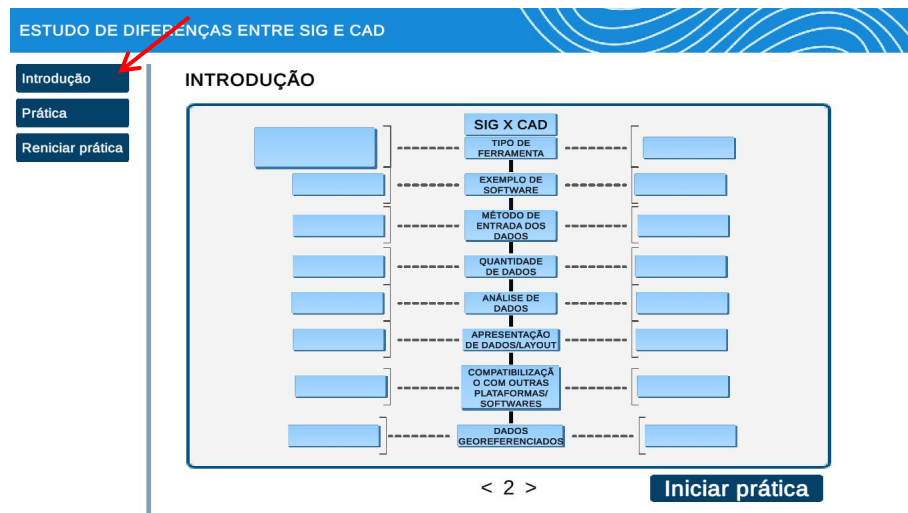 ESTUDO DE DIFERENÇAS ENTRE SIG E CAD
Introdução
Prática
Reniciar prática
INTRODUÇÃO
SIG X CAD
TIPO DE
FERRAMENTA
EXEMPLO DE
SOFTWARE
MÉTODO DE
ENTRADA DOS
DADOS
QUANTIDADE
DE DADOS
ANÁLISE DE
DADOS
APRESENTAÇÃO
DE DADOS/LAYOUT
COMPATIBILIZAÇÃ
O COM OUTRAS
PLATAFORMAS/
SOFTWARES
DADOS
GEOREFERENCIADOS
< 2 >
Iniciar prática